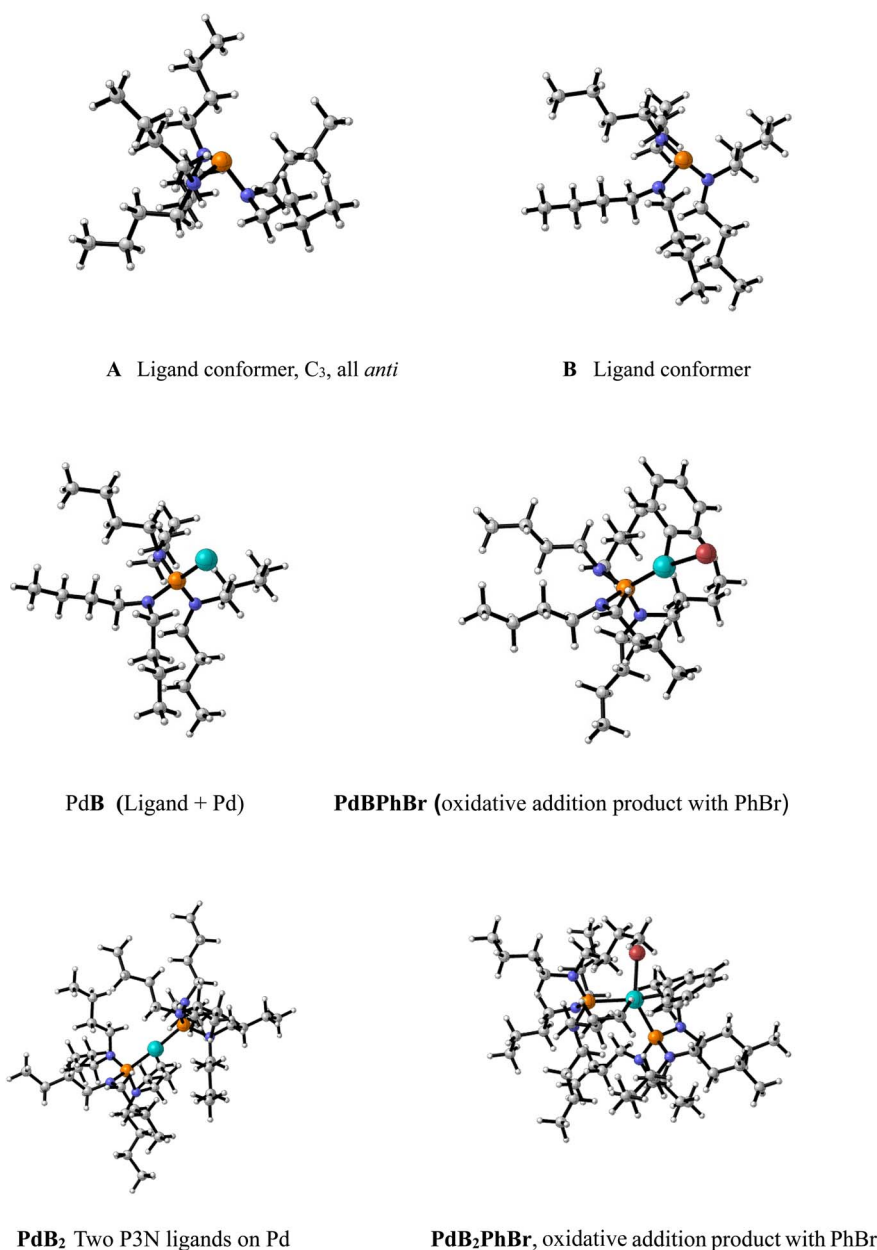 A Ligand conformer, C₃, all anti
B Ligand conformer
PdB (Ligand + Pd)
PdBPhBr (oxidative addition product with PhBr)
PdB₂ Two P3N ligands on Pd
PdB₂PhBr, oxidative addition product with PhBr